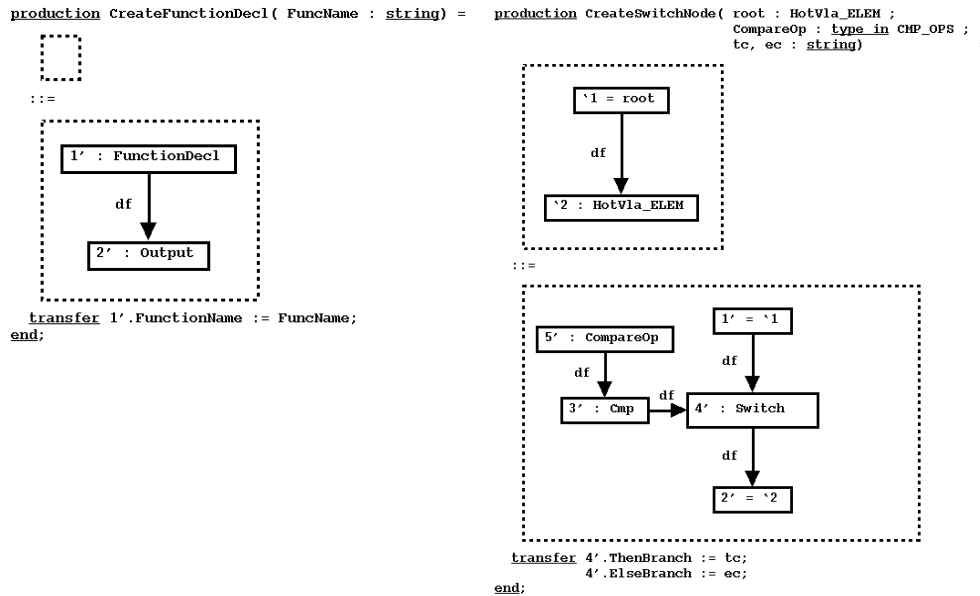 production CreateFunctionDecl( FuncName : string) =
::=
1' : FunctionDecl
df
2' : Output
transfer 1'.FunctionName := FuncName;
end;
production CreateSwitchNode( root : HotVla_ELEM ;
CompareOp : type in CMP_OPS ;
tc, ec : string)
`1 = root
df
`2 : HotVla_ELEM
::=
1' = `1
5' : CompareOp
df
df
df
3' : Cmp
4' : Switch
df
2' = `2
transfer 4'.ThenBranch := tc;
4'.ElseBranch := ec;
end;